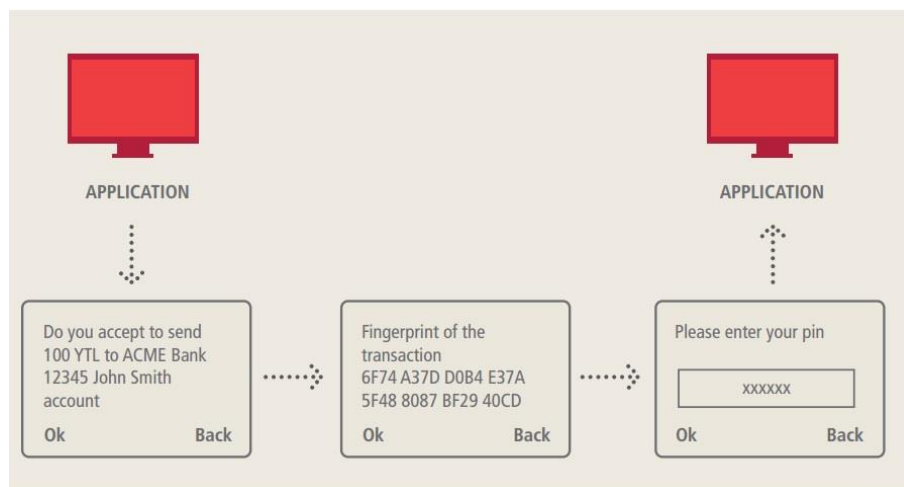 APPLICATION
APPLICATION
Do you accept to send
100 YTL to ACME Bank
12345 John Smith
account
Ok Back
Fingerprint of the
transaction
6F74 A37D D0B4 E37A
5F48 8087 BF29 40CD
Ok Back
Please enter your pin
xxxxxx
Ok Back